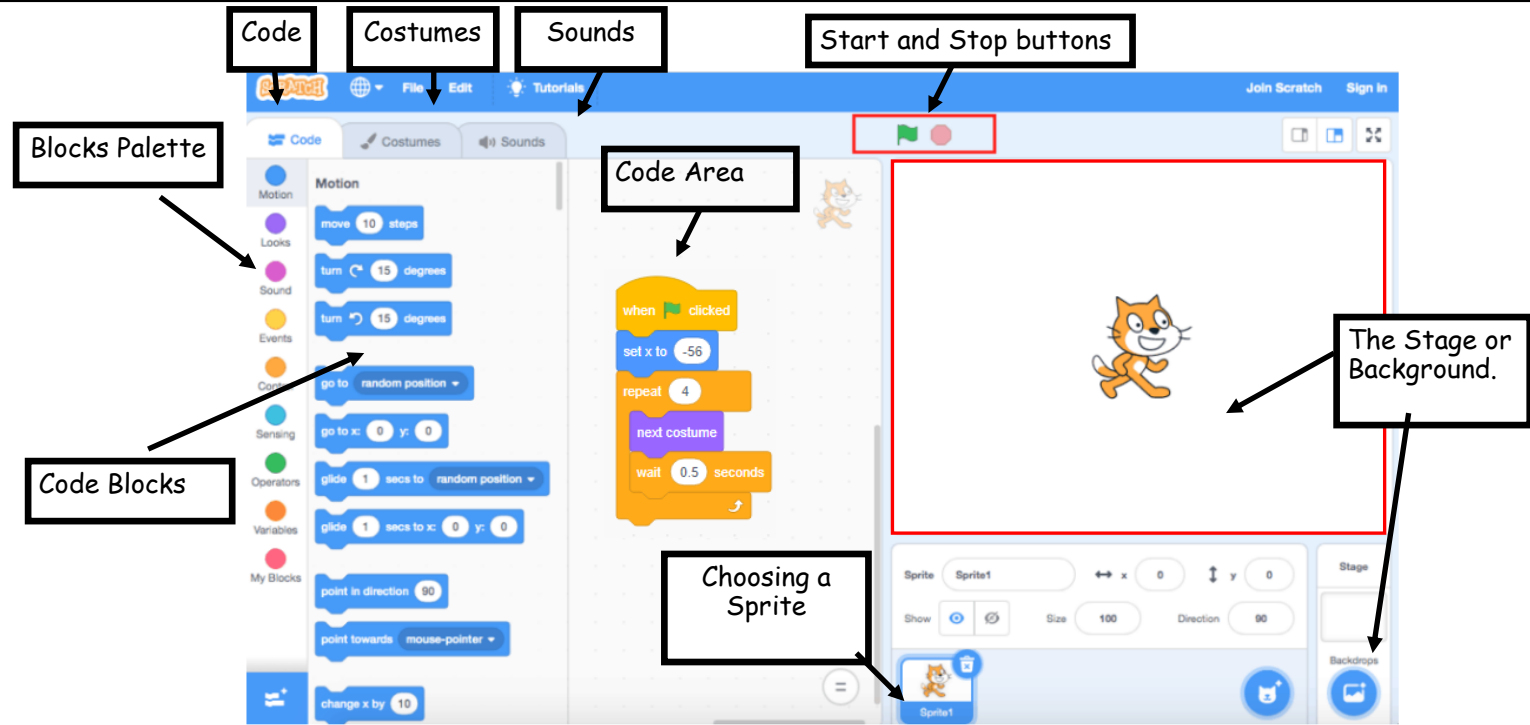 Code
Costumes
Sounds
Start and Stop buttons
SCRATCH
File
Edit
Tutorials
Join Scratch
Sign in
Blocks Palette
Code
Costumes
Sounds
Code Area
Motion
Looks
Sound
Events
Sensing
Operators
Variables
My Blocks
Motion
move 10 steps
turn 15 degrees
turn 15 degrees
go to random position
go to x: 0 y: 0
glide 1 secs to random position
glide 1 secs to x: 0 y: 0
point in direction 90
point towards mouse-pointer
change x by 10
Code Blocks
when clicked
set x to -56
repeat 4
next costume
wait 0.5 seconds
The Stage or
Background.
Choosing a
Sprite
Sprite Sprite1 x 0 y 0
Show Size 100 Direction 90
Sprite1
Stage
Backdrops